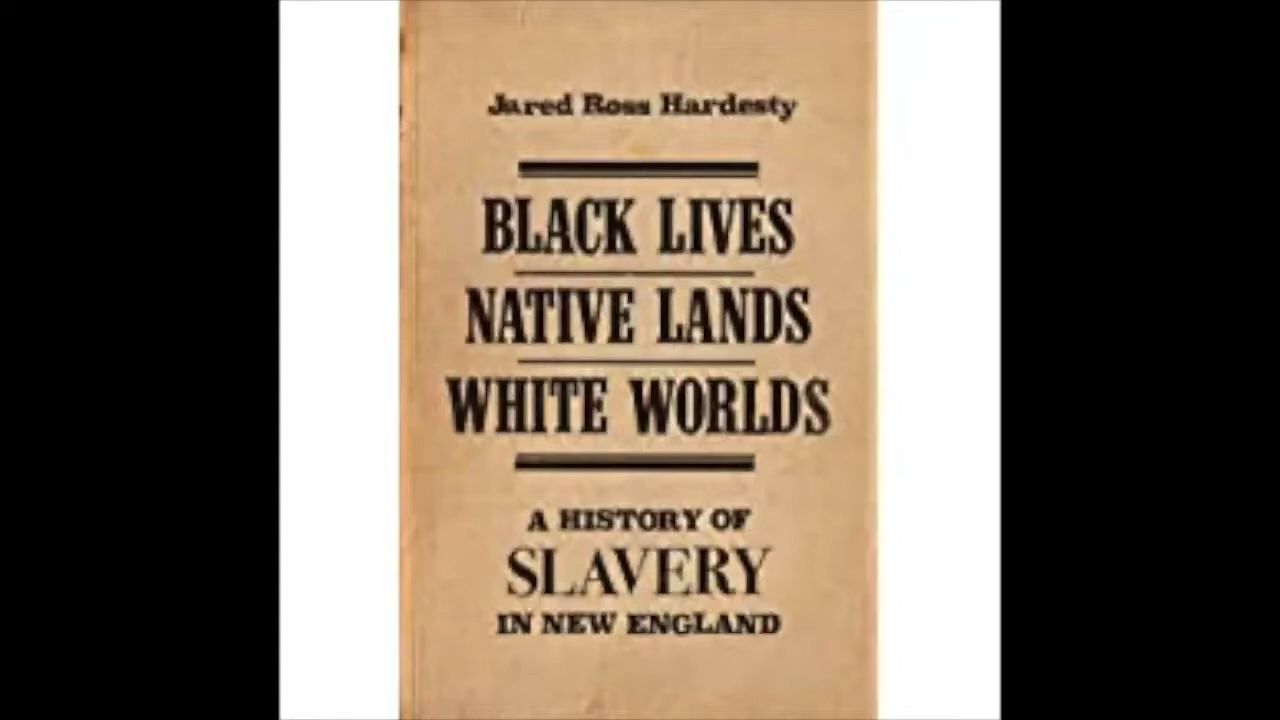 Jared Ross Hardesty
BLACK LIVES
NATIVE LANDS
WHITE WORLDS
A HISTORY OF
SLAVERY
IN NEW ENGLAND